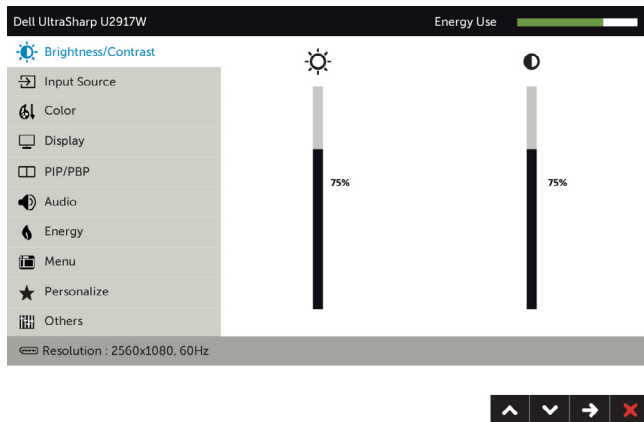 Dell UltraSharp U2917W Energy Use
Brightness/Contrast
Input Source
Color
Display
PIP/PBP
75% 75%
Audio
Energy
Menu
Personalize
Others
Resolution : 2560x1080, 60Hz